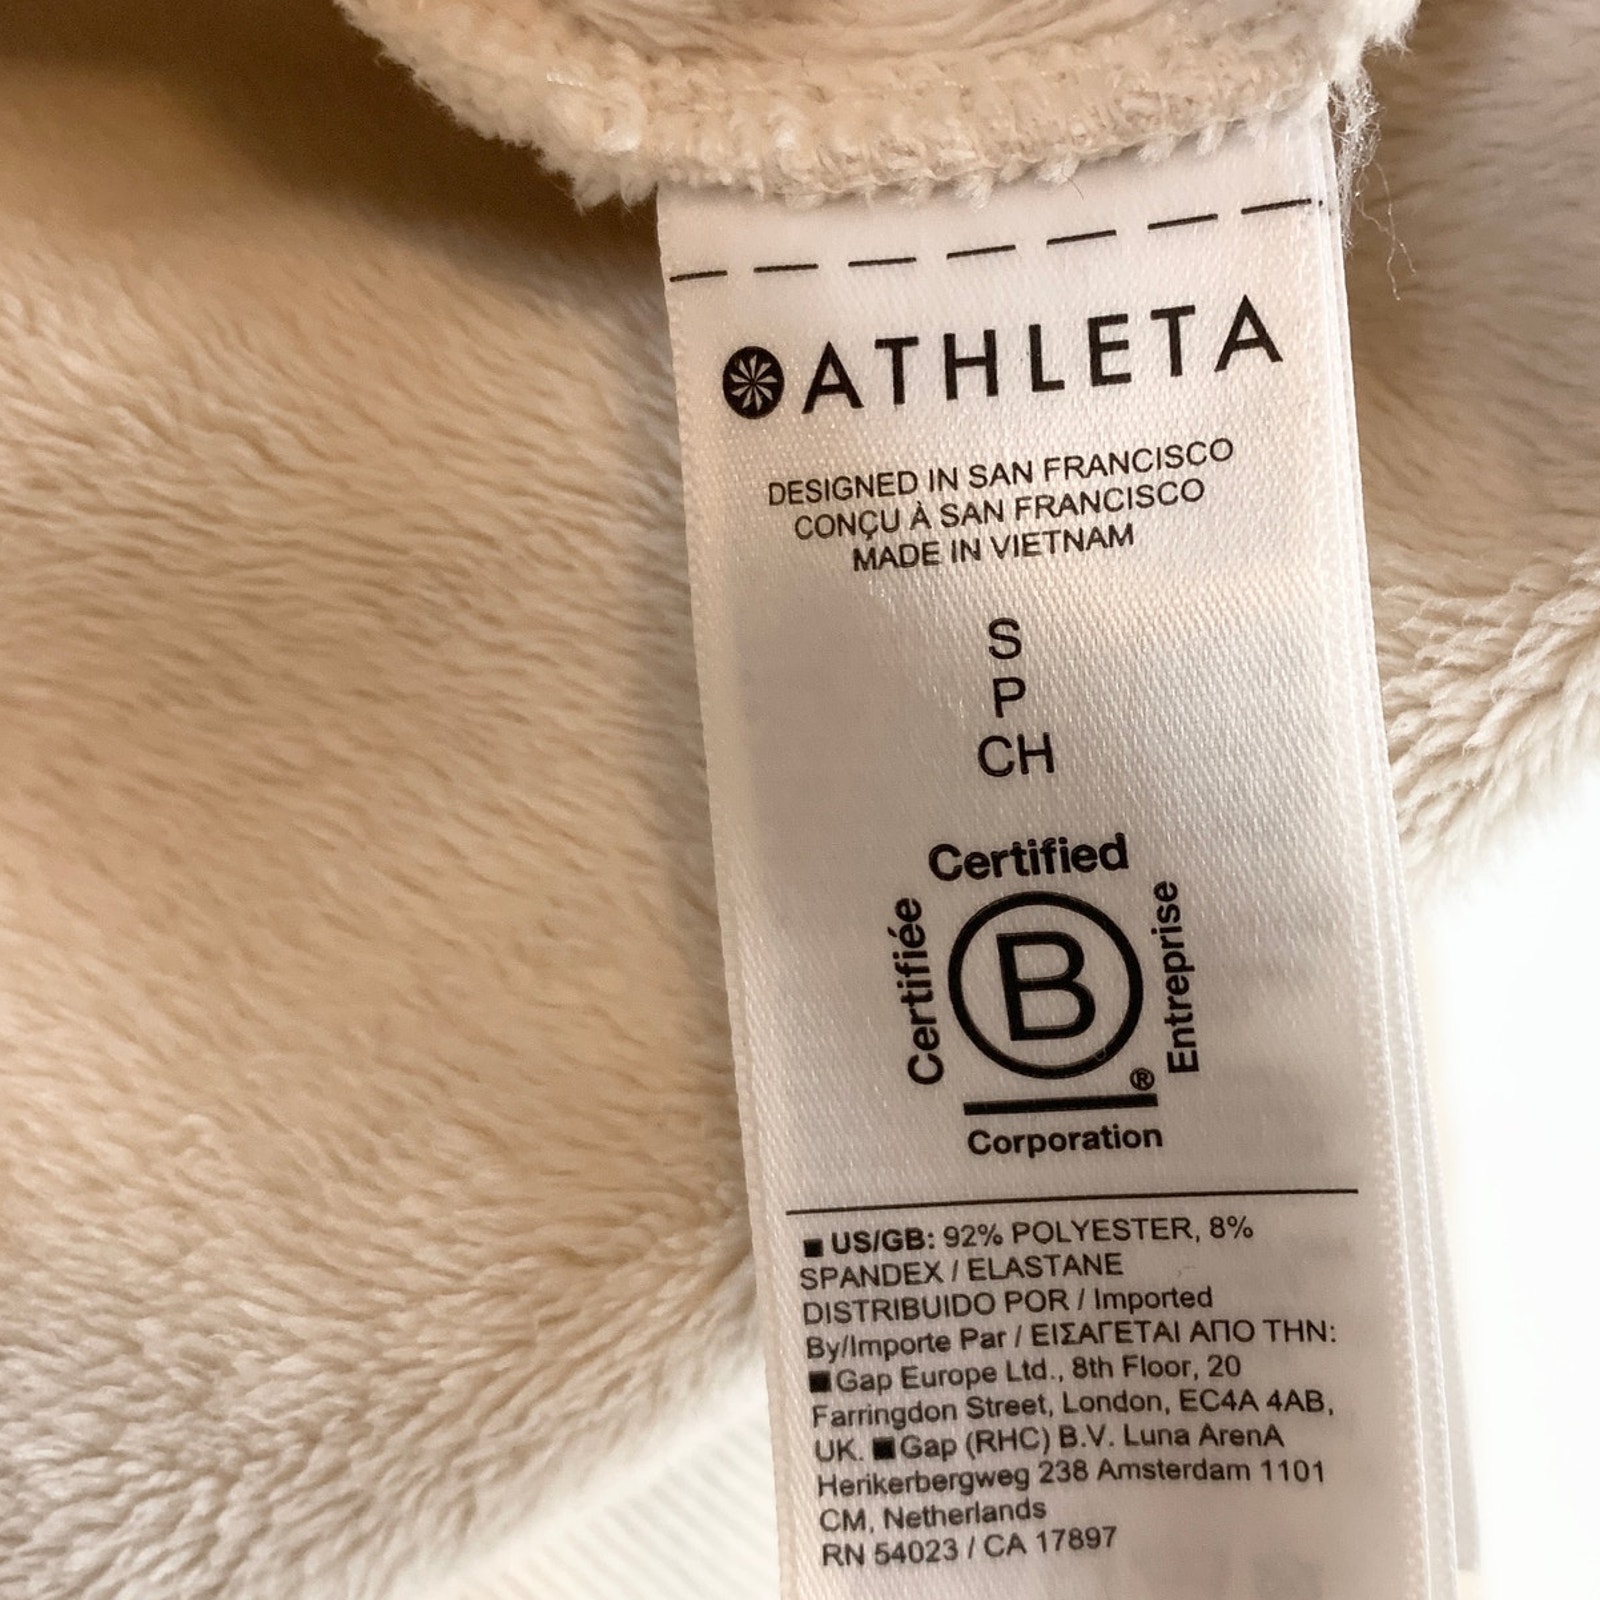 ATHLETA
DESIGNED IN SAN FRANCISCO
CONÇU À SAN FRANCISCO
MADE IN VIETNAM
S
P
CH
Certified
Certifiée
B
Entreprise
®
Corporation
■ US/GB: 92% POLYESTER, 8%
SPANDEX / ELASTANE
DISTRIBUIDO POR / Imported
By/Importe Par / ΕΙΣΑΓΕΤΑΙ ΑΠΟ ΤΗΝ:
■ Gap Europe Ltd., 8th Floor, 20
Farringdon Street, London, EC4A 4AB,
UK. ■ Gap (RHC) B.V. Luna ArenA
Herikerbergweg 238 Amsterdam 1101
CM, Netherlands
RN 54023 / CA 17897